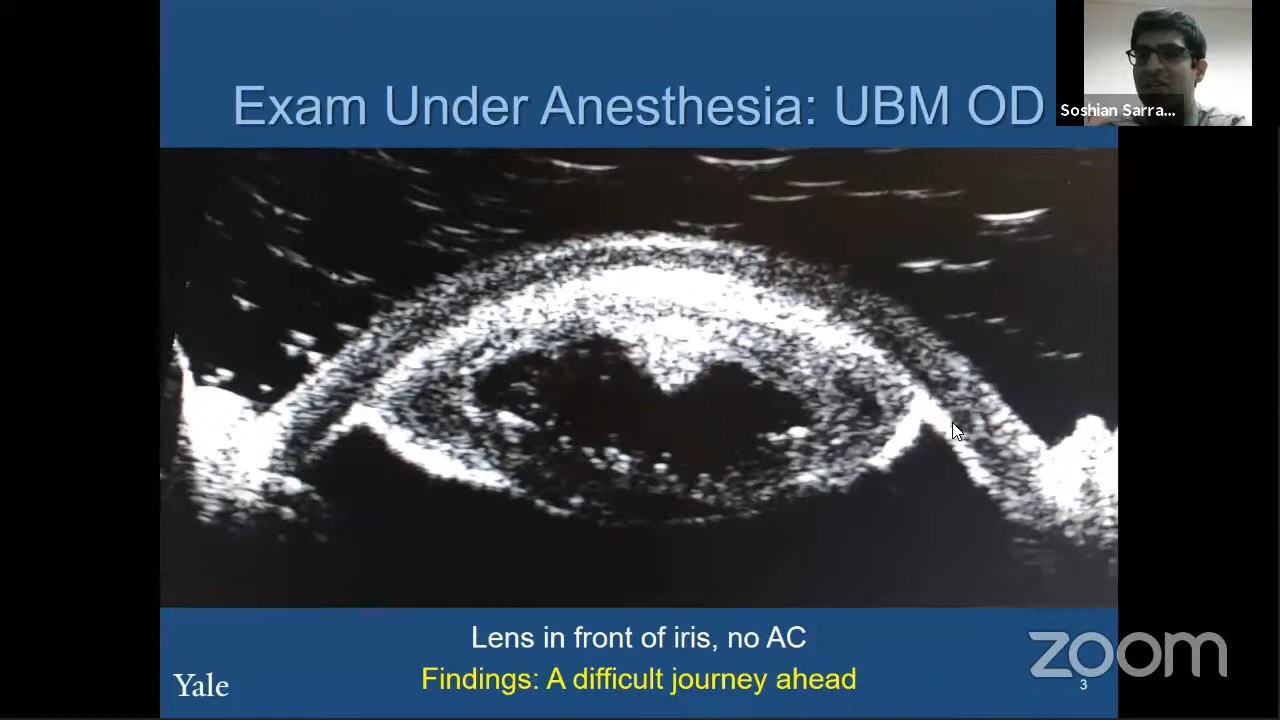 Exam Under Anesthesia: UBM OD
Soshian Sarra...
Lens in front of iris, no AC
Findings: A difficult journey ahead
Yale
zoom
3